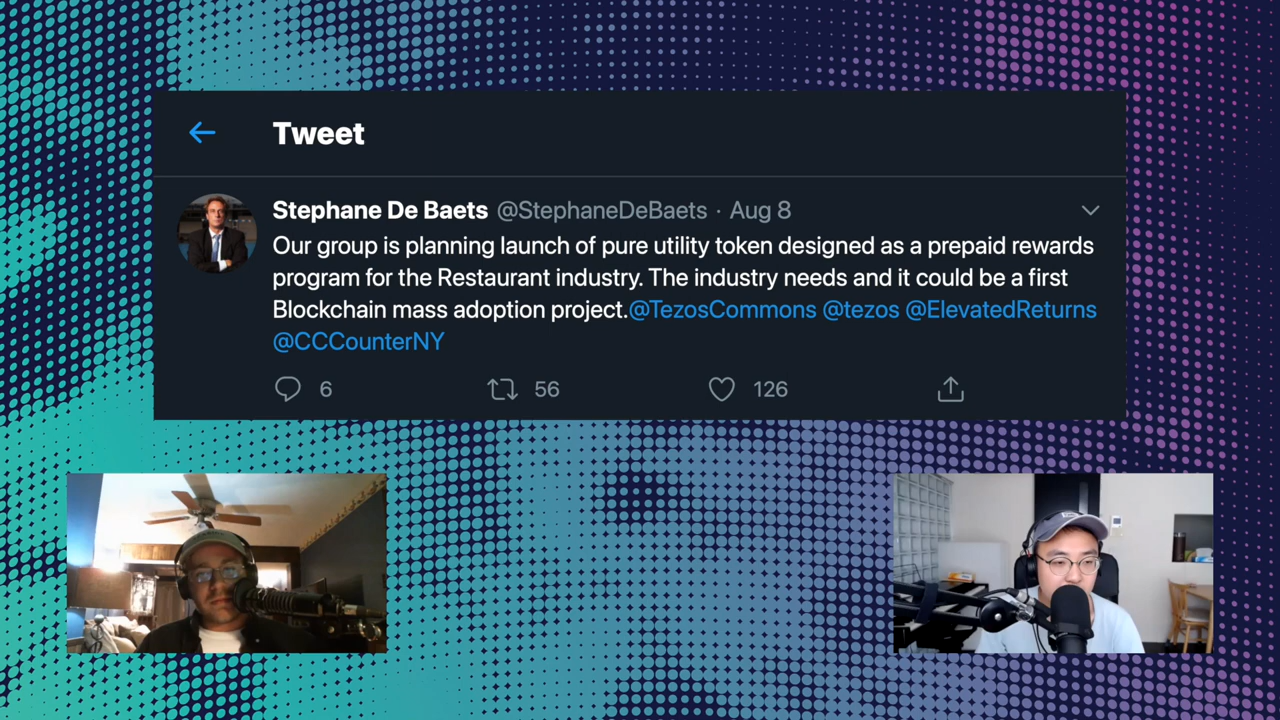 Tweet
Stephane De Baets @StephaneDeBaets · Aug 8
Our group is planning launch of pure utility token designed as a prepaid rewards
program for the Restaurant industry. The industry needs and it could be a first
Blockchain mass adoption project.@TezosCommons @tezos @ElevatedReturns
@CCCounterNY
6 56 126